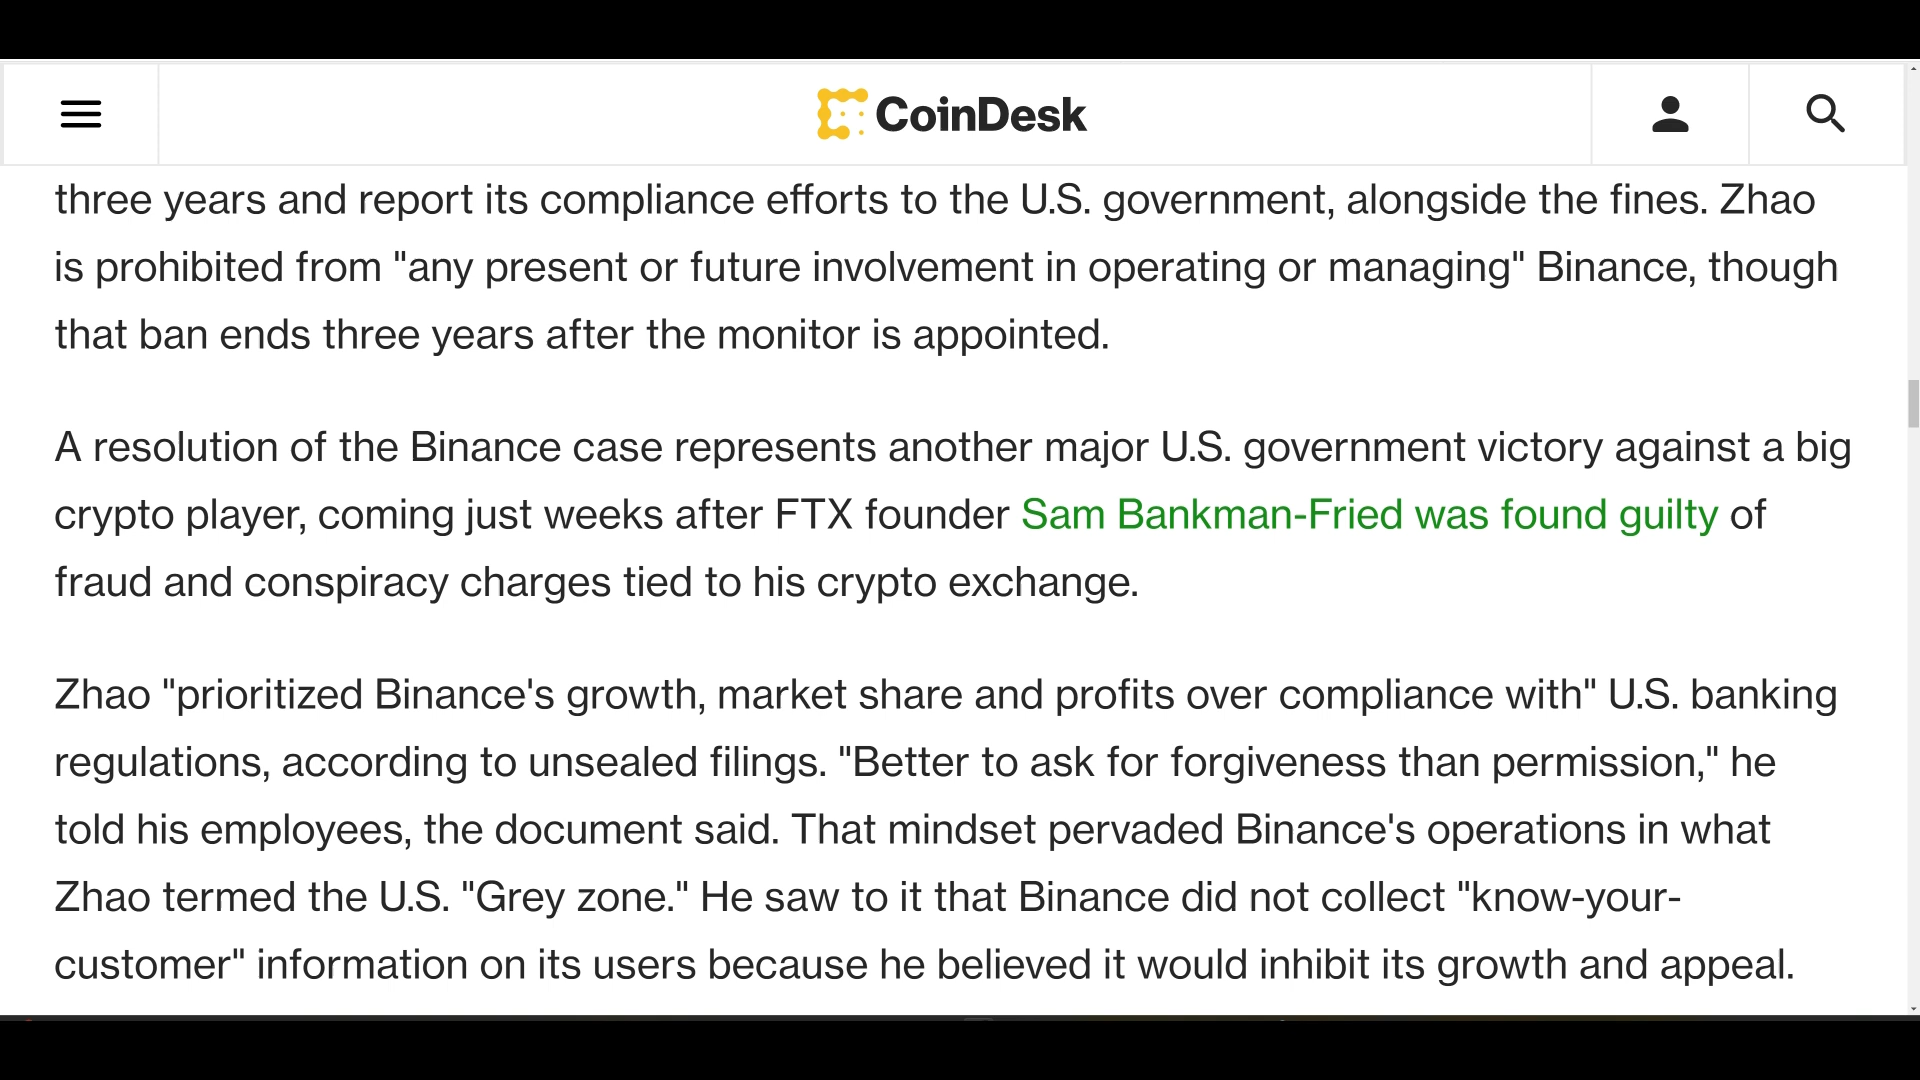 CoinDesk
three years and report its compliance efforts to the U.S. government, alongside the fines. Zhao
is prohibited from "any present or future involvement in operating or managing" Binance, though
that ban ends three years after the monitor is appointed.
A resolution of the Binance case represents another major U.S. government victory against a big
crypto player, coming just weeks after FTX founder Sam Bankman-Fried was found guilty of
fraud and conspiracy charges tied to his crypto exchange.
Zhao "prioritized Binance's growth, market share and profits over compliance with" U.S. banking
regulations, according to unsealed filings. "Better to ask for forgiveness than permission," he
told his employees, the document said. That mindset pervaded Binance's operations in what
Zhao termed the U.S. "Grey zone." He saw to it that Binance did not collect "know-your-
customer" information on its users because he believed it would inhibit its growth and appeal.